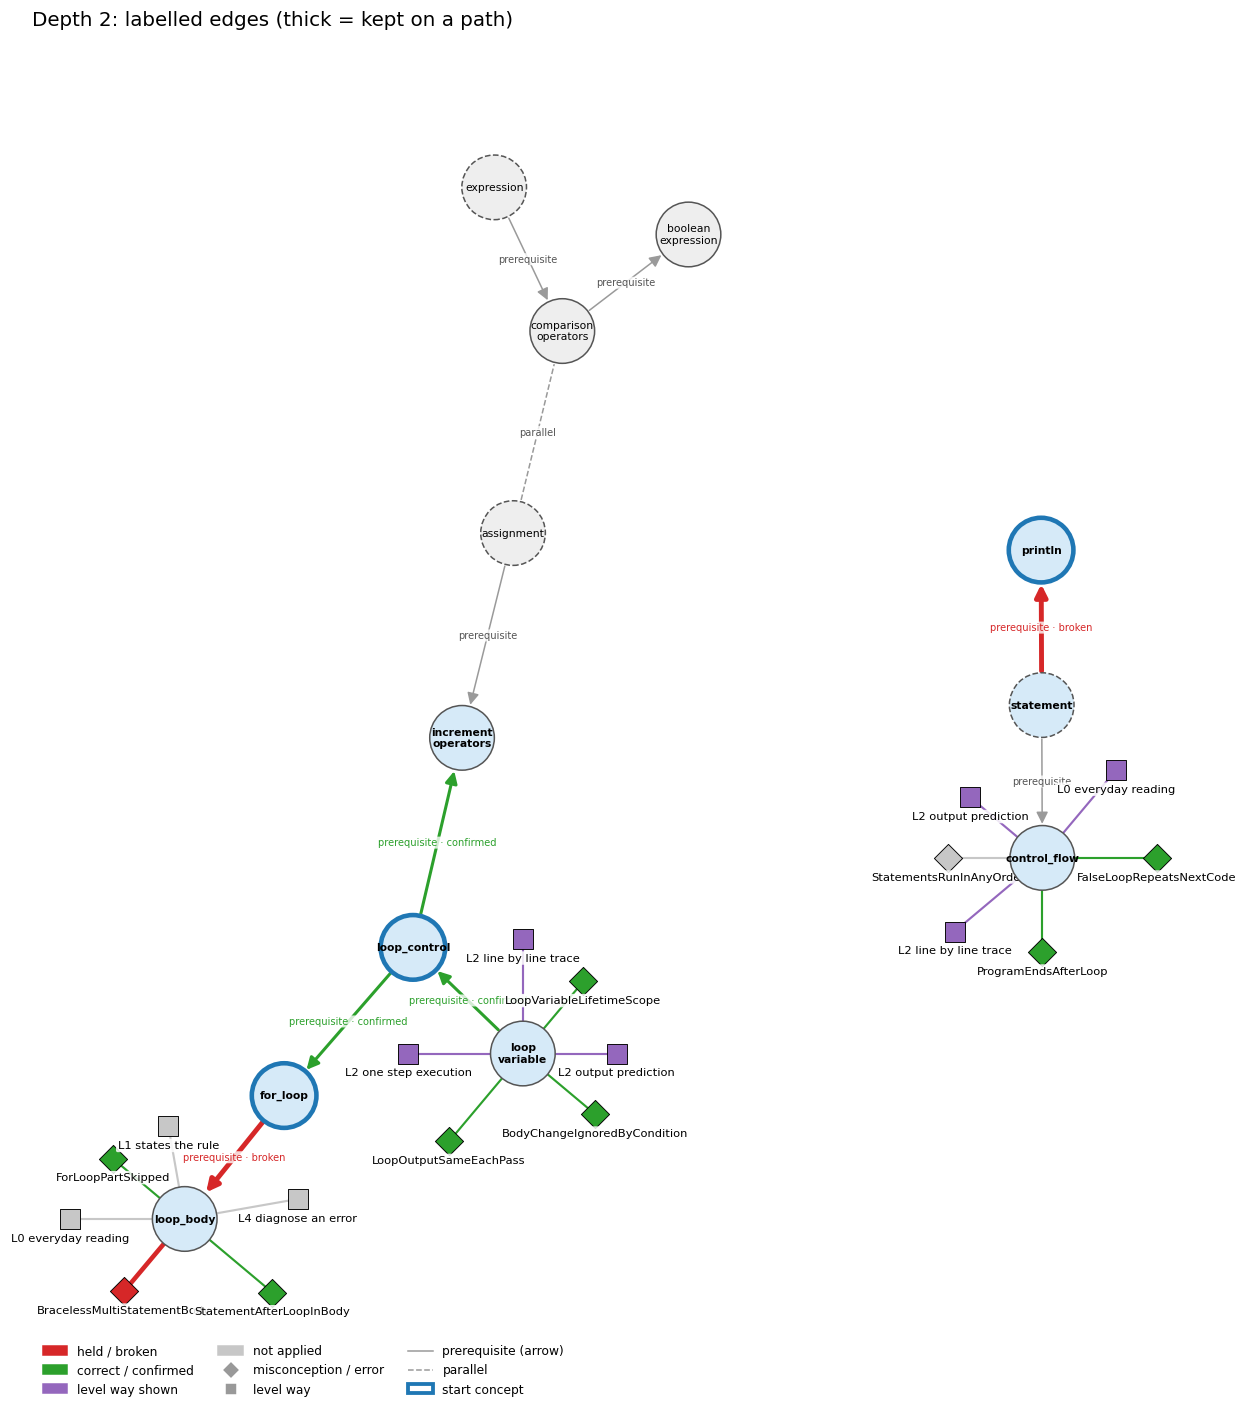 Depth 2: labelled edges (thick = kept on a path)
expression
boolean
expression
prerequisite
prerequisite
comparison
operators
parallel
assignment
println
prerequisite · broken
prerequisite
statement
increment
operators
prerequisite
L0 everyday reading
L2 output prediction
control_flow
StatementsRunInAnyOrde
FalseLoopRepeatsNextCode
L2 line by line trace
ProgramEndsAfterLoop
prerequisite · confirmed
loop_control
L2 line by line trace
prerequisite · confir
LoopVariableLifetimeScope
prerequisite · confirmed
loop
variable
L2 one step execution
L2 output prediction
for_loop
BodyChangeIgnoredByCondition
L1 states the rule
prerequisite · broken
LoopOutputSameEachPass
ForLoopPartSkipped
loop_body
L4 diagnose an error
L0 everyday reading
BracelessMultiStatementBo
StatementAfterLoopInBody
held / broken
correct / confirmed
level way shown
not applied
misconception / error
level way
prerequisite (arrow)
parallel
start concept